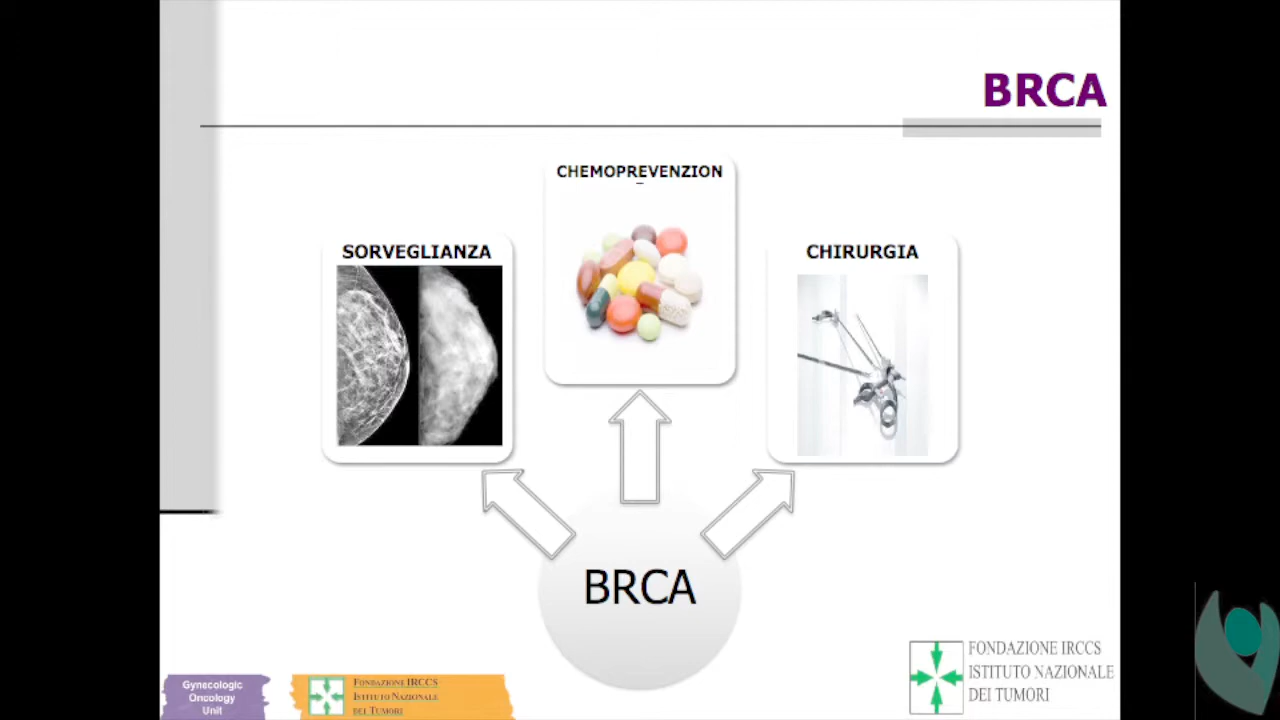 BRCA
CHEMOPREVENZION
SORVEGLIANZA
CHIRURGIA
BRCA
Gynecologic
Oncology
Unit
FONDAZIONE IRCCS
ISTITUTO NAZIONALE
DEI TUMORI
FONDAZIONE IRCCS
ISTITUTO NAZIONALE
DEI TUMORI